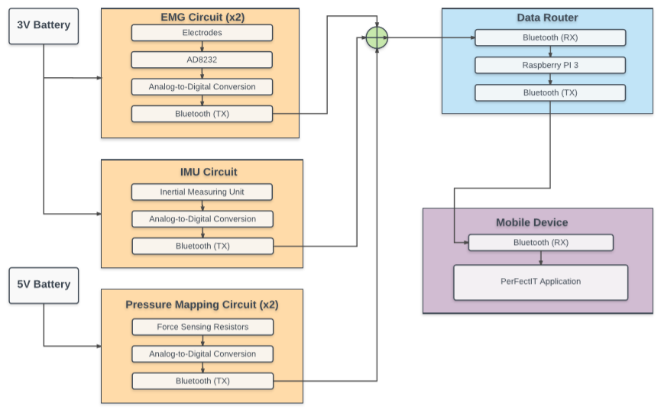 3V Battery
EMG Circuit (x2)
Electrodes
AD8232
Analog-to-Digital Conversion
Bluetooth (TX)
IMU Circuit
Inertial Measuring Unit
Analog-to-Digital Conversion
Bluetooth (TX)
5V Battery
Pressure Mapping Circuit (x2)
Force Sensing Resistors
Analog-to-Digital Conversion
Bluetooth (TX)
Data Router
Bluetooth (RX)
Raspberry PI 3
Bluetooth (TX)
Mobile Device
Bluetooth (RX)
PerFectIT Application